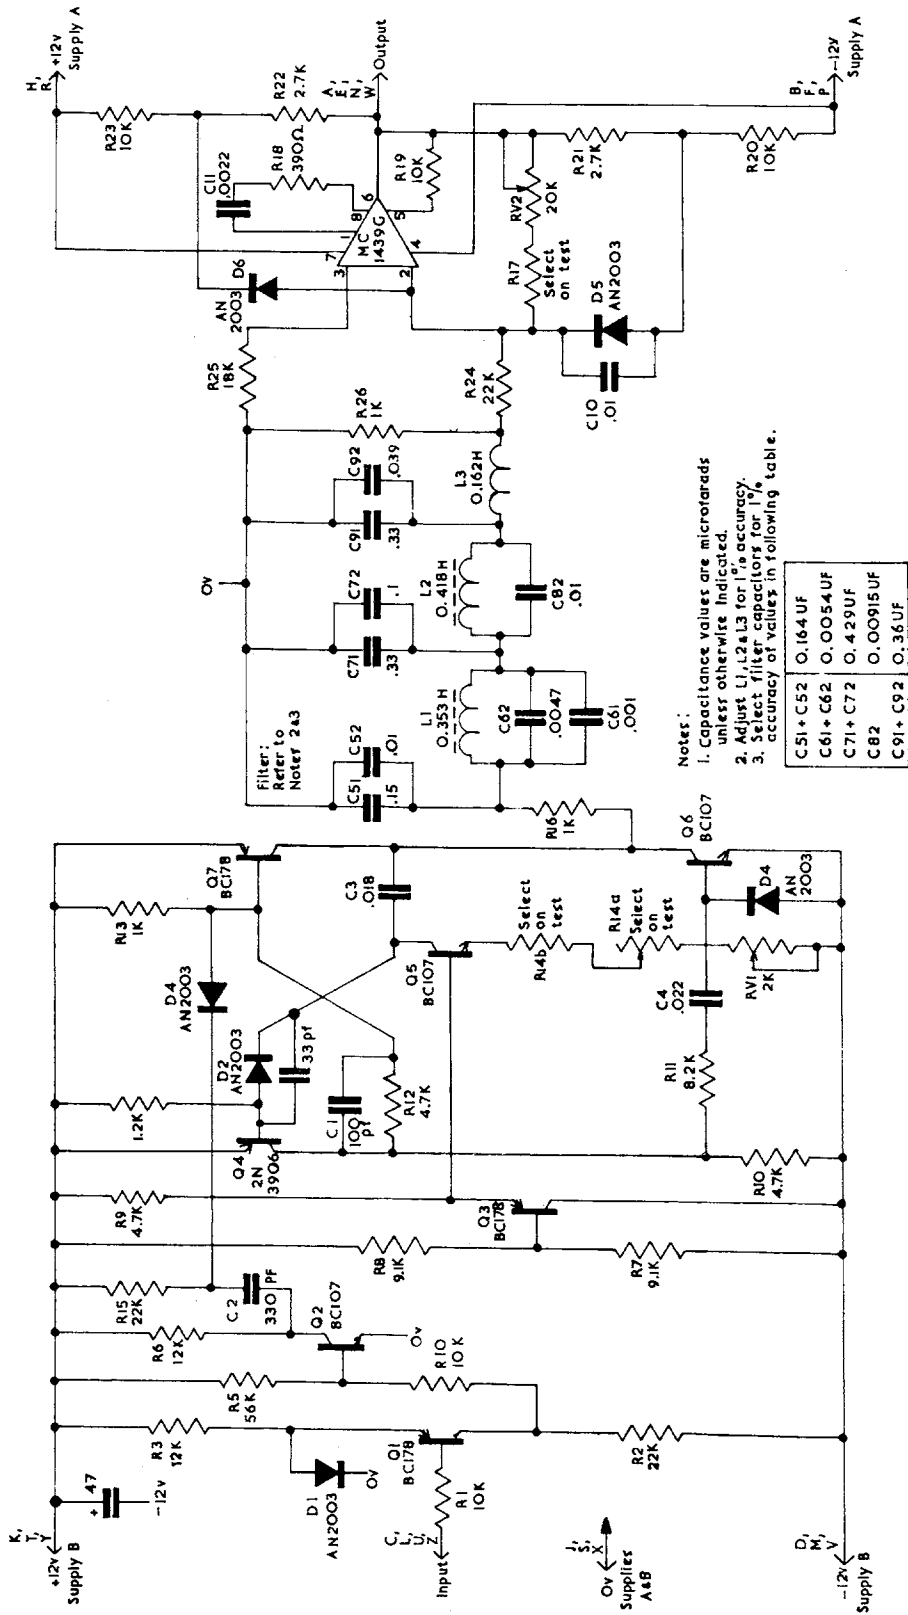 +12v
Supply B
K,
T,
Y
+ 47
-12v
R3
12K
R5
56K
R6
12K
R15
22K
C2
330 PF
Q2
BC107
0v
D1
AN2003
0v
Q1
BC178
R1
10K
Input
C,
L,
U,
Z
R10
10K
R2
22K
0v
Supplies
A&B
J,
S,
X
-12v
Supply B
D,
M,
V
R9
4.7K
R8
9.1K
R7
9.1K
Q3
BC178
1.2K
Q4
2N
3906
D2
AN2003
33 pf
D4
AN2003
R13
1K
Q7
BC178
C1
100
pf
R12
4.7K
Q5
BC107
C3
.018
R10
4.7K
R11
8.2K
C4
.022
R14b
Select
on
test
R14a
Select
on
test
RV1
2K
D4
AN
2003
Q6
BC107
R16
1K
Filter:
Refer to
Notes 2&3
C51
.15
C52
.01
L1
0.353H
C62
.0047
C61
.001
0v
C71
.33
C72
.1
L2
0.418H
C82
.01
C91
.33
C92
.039
L3
0.162H
R26
1K
R25
18K
R24
22K
AN
2003
D6
C11
.0022
R18
390Ω
R23
10K
R22
2.7K
+12v
Supply A
H,
R,
MC
1439G
3
2
7
1
8
6
5
4
R19
10K
Output
A,
E,
N,
W
R17
Select
on test
RV2
20K
R21
2.7K
R20
10K
D5
AN2003
C10
.01
-12v
Supply A
B,
F,
P
Notes:
1. Capacitance values are microfarads
unless otherwise indicated.
2. Adjust L1, L2 & L3 for 1% accuracy.
3. Select filter capacitors for 1%
accuracy of values in following table.
C51 + C52 0.164UF
C61 + C62 0.0054UF
C71 + C72 0.429UF
C82 0.00915UF
C91 + C92 0.36UF